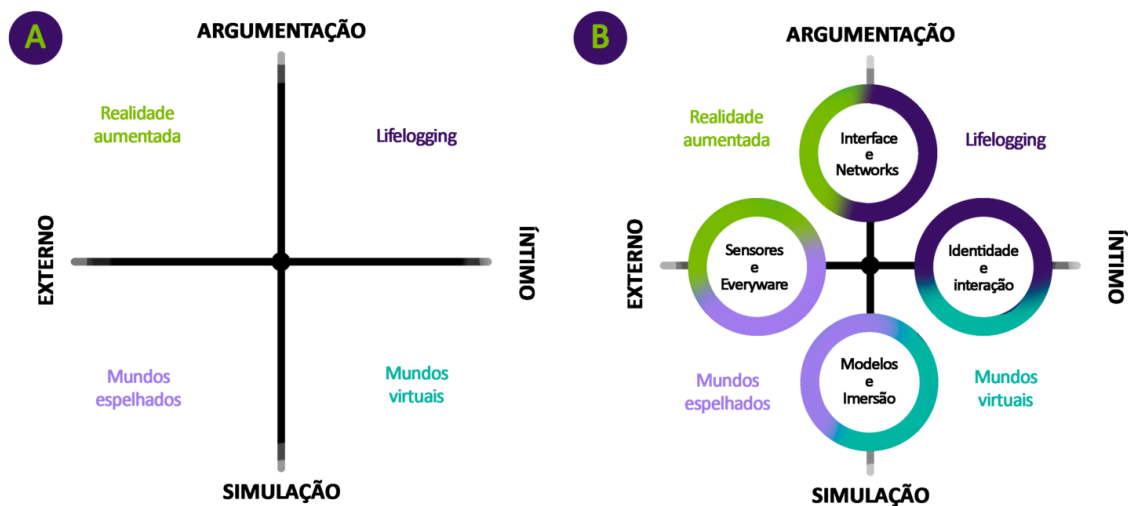 A
ARGUMENTAÇÃO
Realidade
aumentada
Lifelogging
EXTERNO
ÍNTIMO
Mundos
espelhados
Mundos
virtuais
SIMULAÇÃO
B
ARGUMENTAÇÃO
Realidade
aumentada
Interface
e
Networks
Lifelogging
EXTERNO
Sensores
e
Everyware
Identidade
e
interação
ÍNTIMO
Mundos
espelhados
Modelos
e
Imersão
Mundos
virtuais
SIMULAÇÃO